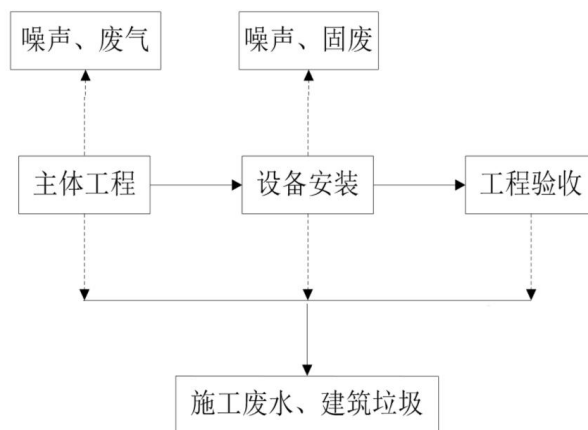 噪声、废气
噪声、固废
主体工程
设备安装
工程验收
施工废水、建筑垃圾